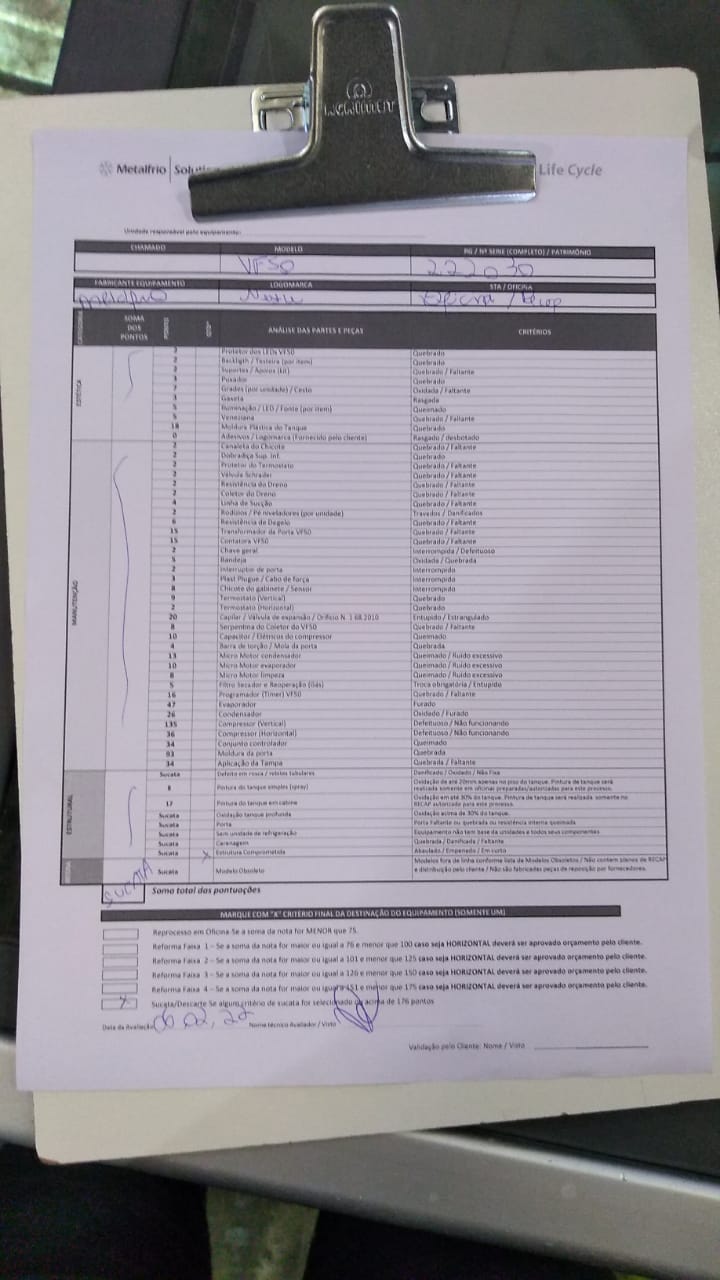 KENIMET
Metalfrio Life Cycle
Unidade responsável pelo equipamento:
CHAMADO MODELO RG / Nº SERIE (COMPLETO) / PATRIMÔNIO
VF50 222030
FABRICANTE EQUIPAMENTO LOGOMARCA STA / OFICINA
Metalfrio Oficina /
CATEGORIA SOMA DOS PONTOS PONTOS QTD* ANÁLISE DAS PARTES E PEÇAS CRITÉRIOS
ESTÉTICA
2 Protetor dos LEDs VF50 Quebrado
2 Backligth / Testeira (por item) Quebrado
2 Suportes / Apoios (kit) Quebrado / Faltante
3 Puxador Quebrado
7 Grades (por unidade) / Cesto Oxidada / Faltante
3 Gaveta Rasgada
5 Iluminação / LED / Fonte (por item) Queimado
5 Veneziana Quebrado / Faltante
18 Moldura Plástica do Tanque Quebrado
0 Adesivos / Logomarca (Fornecido pelo cliente) Rasgado / desbotado
MANUTENÇÃO
2 Canaleta do Chicote Quebrado / Faltante
2 Dobradiça Sup. Inf. Quebrado
2 Protetor do Termostato Quebrado / Faltante
2 Válvula Schrader Quebrado / Faltante
2 Resistência do Dreno Quebrado / Faltante
2 Coletor do Dreno Quebrado / Faltante
4 Linha de Sucção Quebrado / Faltante
2 Rodízios / Pé niveladores (por unidade) Travados / Danificados
6 Resistência de Degelo Quebrado / Faltante
15 Transformador da Porta VF50 Quebrado / Faltante
15 Contatora VF50 Quebrado / Faltante
2 Chave geral Interrompida / Defeituoso
5 Bandeja Oxidada / Quebrada
2 Interruptor de porta Interrompido
3 Plast Plugue / Cabo de força Interrompido
8 Chicote do gabinete / Sensor Interrompido
9 Termostato (Vertical) Quebrado
2 Termostato (Horizontal) Quebrado
20 Capilar / Válvula de expansão / Orifício N. 1 68.2010 Entupido / Estrangulado
8 Serpentina do Coletor do VF50 Quebrado / Faltante
10 Capacitor / Elétricos do compressor Queimado
4 Barra de torção / Mola da porta Quebrada
13 Micro Motor condensador Queimado / Ruído excessivo
10 Micro Motor evaporador Queimado / Ruído excessivo
8 Micro Motor limpeza Queimado / Ruído excessivo
5 Filtro Secador e Reoperação (Gás) Troca obrigatória / Entupido
16 Programador (Timer) VF50 Quebrado / Faltante
47 Evaporador Furado
26 Condensador Oxidado / Furado
135 Compressor (Vertical) Defeituoso / Não funcionando
36 Compressor (Horizontal) Defeituoso / Não funcionando
34 Conjunto controlador Queimado
93 Moldura da porta Quebrada
34 Aplicação da Tampa Quebrada / Faltante
ESTRUTURAL
Sucata Defeito em rosca / rebites tubulares Danificado / Oxidado / Não Fixa
8 Pintura do tanque simples (spray) Oxidação de até 20mm apenas no piso do tanque. Pintura de tanque será realizada somente em oficinas preparadas/autorizadas para este processo.
17 Pintura do tanque em cabine Oxidação em até 30% do tanque. Pintura de tanque será realizada somente no RECAP autorizado para este processo.
Sucata Oxidação tanque profunda Oxidação acima de 30% do tanque.
Sucata Porta Porta Faltante ou quebrada ou resistência interna queimada
Sucata Sem unidade de refrigeração Equipamento não tem base da unidade e todos seus componentes
Sucata Carenagem Quebrada / Danificada / Faltante
Sucata X Estrutura Comprometida Abaulado / Empenado / Em curto
Sucata Modelo Obsoleto Modelos fora de linha conforme lista de Modelos Obsoletos / Não contem planos de RECAP e distribuição pelo cliente / Não são fabricadas peças de reposição por fornecedores.
SUCATA Soma total das pontuações
MARQUE COM "X" CRITÉRIO FINAL DA DESTINAÇÃO DO EQUIPAMENTO (SOMENTE UM)
Reprocesso em Oficina Se a soma da nota for MENOR que 75.
Reforma Faixa 1 – Se a soma da nota for maior ou igual a 76 e menor que 100 caso seja HORIZONTAL deverá ser aprovado orçamento pelo cliente.
Reforma Faixa 2 – Se a soma da nota for maior ou igual a 101 e menor que 125 caso seja HORIZONTAL deverá ser aprovado orçamento pelo cliente.
Reforma Faixa 3 – Se a soma da nota for maior ou igual a 126 e menor que 150 caso seja HORIZONTAL deverá ser aprovado orçamento pelo cliente.
Reforma Faixa 4 – Se a soma da nota for maior ou igual a 151 e menor que 175 caso seja HORIZONTAL deverá ser aprovado orçamento pelo cliente.
X Sucata/Descarte Se algum critério de sucata for selecionado ou acima de 176 pontos
Data da Avaliação 06.02.22 Nome técnico Avaliador / Visto
Validação pelo Cliente: Nome / Visto